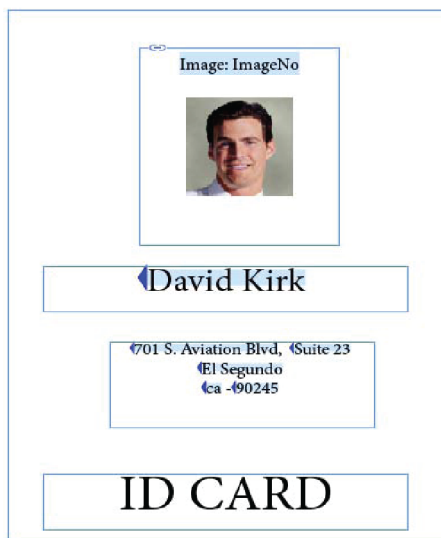 Image: ImageNo
David Kirk
701 S. Aviation Blvd, Suite 23
El Segundo
ca - 90245
ID CARD